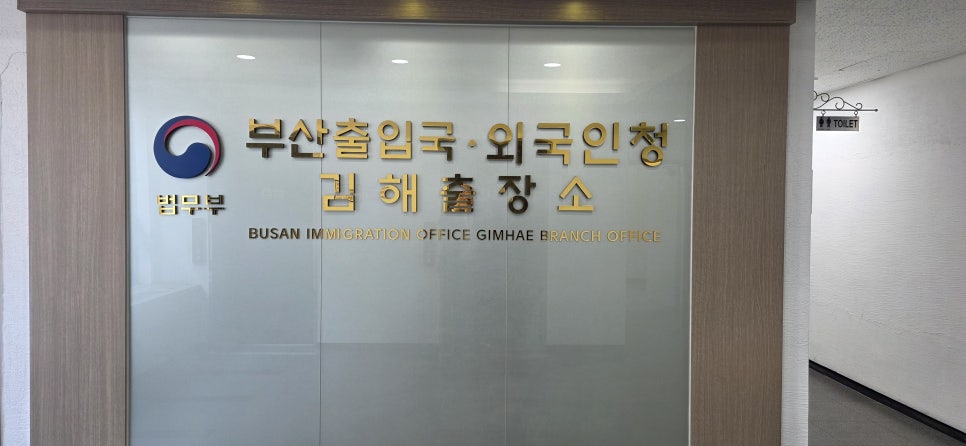 부산출입국·외국인청
김해출장소
법무부
BUSAN IMMIGRATION OFFICE GIMHAE BRANCH OFFICE
TOILET